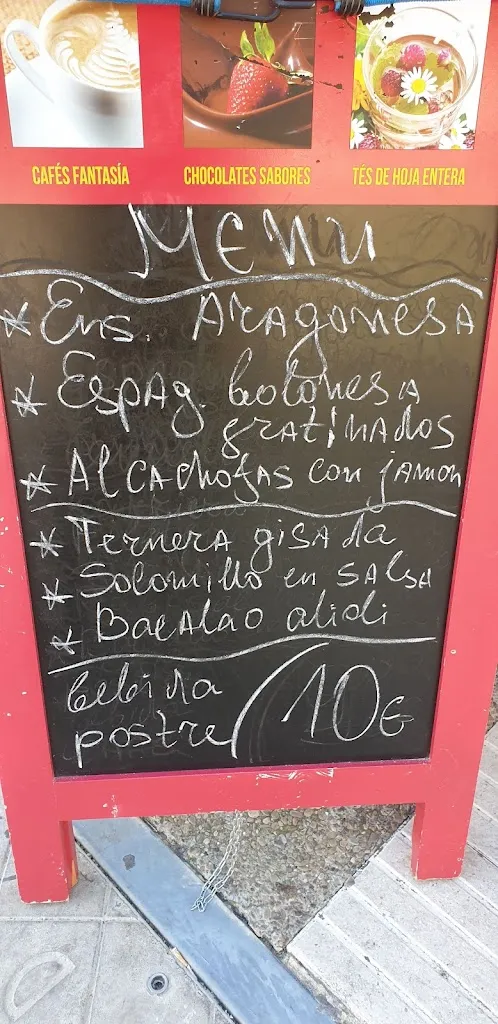 CAFÉS FANTASÍA CHOCOLATES SABORES TÉS DE HOJA ENTERA
MENU
* Ens. Aragonesa
* Espag. boloñesa
gratinados
* Alcachofas con jamon
* Ternera gisada
* Solomillo en salsa
* Bacalao alioli
bebida
postre 10€